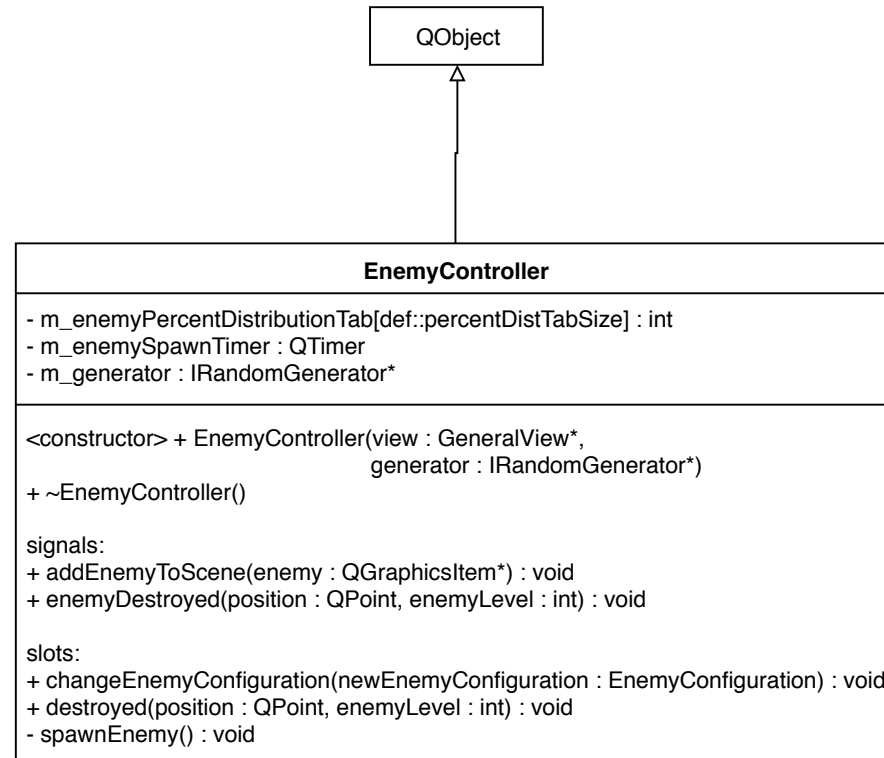 QObject
EnemyController
- m_enemyPercentDistributionTab[def::percentDistTabSize] : int
- m_enemySpawnTimer : QTimer
- m_generator : IRandomGenerator*
<constructor> + EnemyController(view : GeneralView*,
generator : IRandomGenerator*)
+ ~EnemyController()
signals:
+ addEnemyToScene(enemy : QGraphicsItem*) : void
+ enemyDestroyed(position : QPoint, enemyLevel : int) : void
slots:
+ changeEnemyConfiguration(newEnemyConfiguration : EnemyConfiguration) : void
+ destroyed(position : QPoint, enemyLevel : int) : void
- spawnEnemy() : void